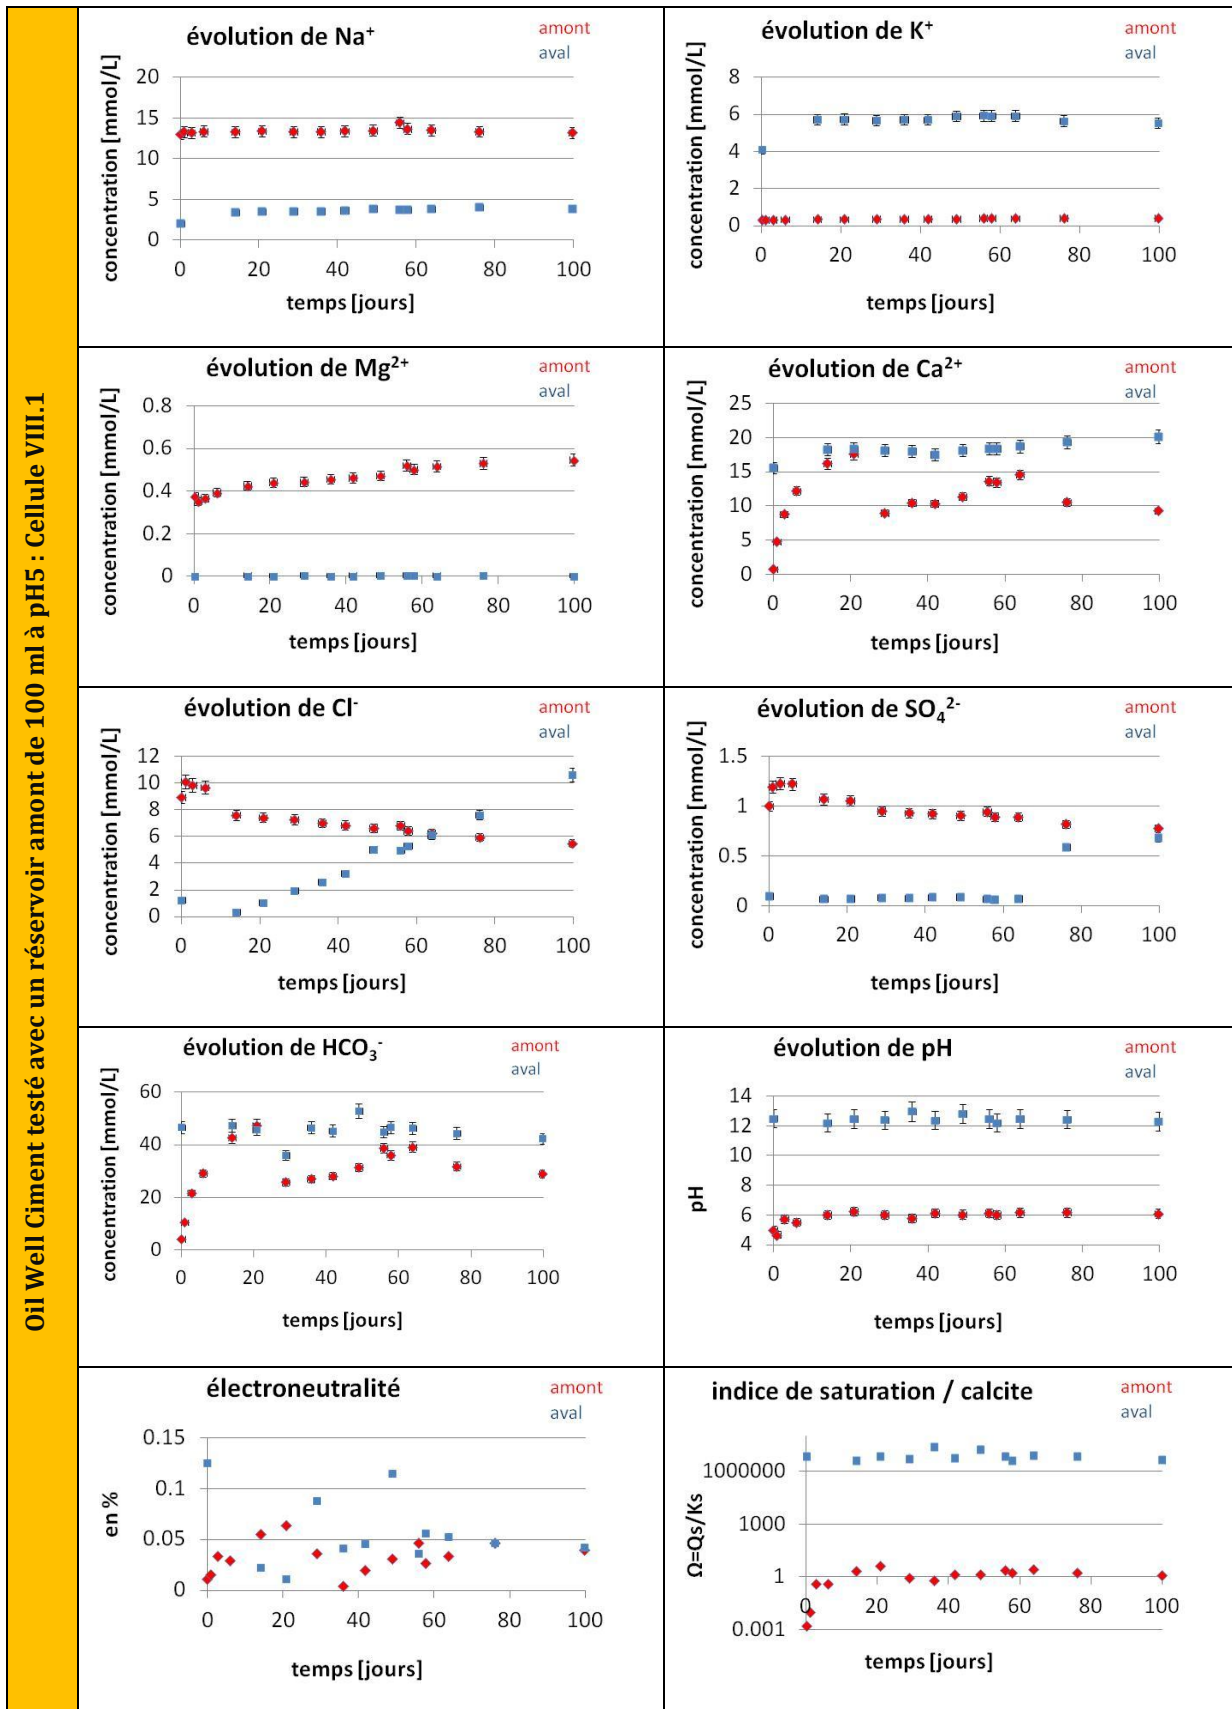 Oil Well Ciment testé avec un réservoir amont de 100 ml à pH5 : Cellule VIII.1
évolution de Na⁺
amont
aval
concentration [mmol/L]
20
15
10
5
0
0 20 40 60 80 100
temps [jours]
évolution de K⁺
amont
aval
concentration [mmol/L]
8
6
4
2
0
0 20 40 60 80 100
temps [jours]
évolution de Mg²⁺
amont
aval
concentration [mmol/L]
0.8
0.6
0.4
0.2
0
0 20 40 60 80 100
temps [jours]
évolution de Ca²⁺
amont
aval
concentration [mmol/L]
25
20
15
10
5
0
0 20 40 60 80 100
temps [jours]
évolution de Cl⁻
amont
aval
concentration [mmol/L]
12
10
8
6
4
2
0
0 20 40 60 80 100
temps [jours]
évolution de SO₄²⁻
amont
aval
concentration [mmol/L]
1.5
1
0.5
0
0 20 40 60 80 100
temps [jours]
évolution de HCO₃⁻
amont
aval
concentration [mmol/L]
60
40
20
0
0 20 40 60 80 100
temps [jours]
évolution de pH
amont
aval
pH
14
12
10
8
6
4
0 20 40 60 80 100
temps [jours]
électroneutralité
amont
aval
en %
0.15
0.1
0.05
0
0 20 40 60 80 100
temps [jours]
indice de saturation / calcite
amont
aval
Ω=Qs/Ks
1000000
1000
1
0.001
0 20 40 60 80 100
temps [jours]